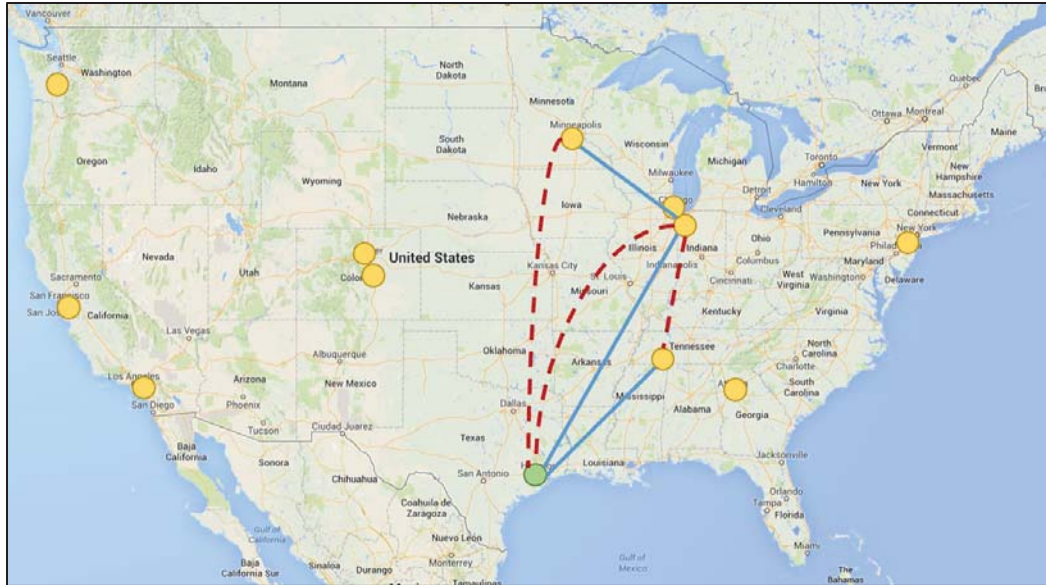 Vancouver
Seattle
Washington
Montana
North
Dakota
Minnesota
Minneapolis
Ottawa
Montreal
Quebec
Maine
Oregon
Idaho
Wyoming
South
Dakota
Wisconsin
Michigan
Toronto
Vermont
New
Hampshire
Milwaukee
Detroit
Hamilton
New York
Massachusetts
Iowa
Cleveland
Connecticut
Nebraska
Illinois
Indiana
Ohio
Pennsylvania
New York
Nevada
Utah
United States
Kansas City
Indianapolis
Columbus
Maryland
Sacramento
San Francisco
San Jose
California
Kansas
St. Louis
Missouri
Cincinnati
West
Virginia
Washington
Delaware
Kentucky
Virginia
Las Vegas
Albuquerque
Oklahoma
Arkansas
Tennessee
North
Carolina
Charlotte
Los Angeles
San Diego
Arizona
Phoenix
New Mexico
Dallas
Mississippi
Alabama
Georgia
South
Carolina
Tucson
Ciudad Juarez
Texas
Baja
California
Sonora
Chihuahua
San Antonio
Louisiana
Jacksonville
Coahuila de
Zaragoza
Orlando
Tampa
Florida
Gulf of
California
Nuevo Leon
Monterrey
Gulf of
Mexico
Miami
Baja
California Sur
Sinaloa
Durango
Tamaulipas
The
Bahamas